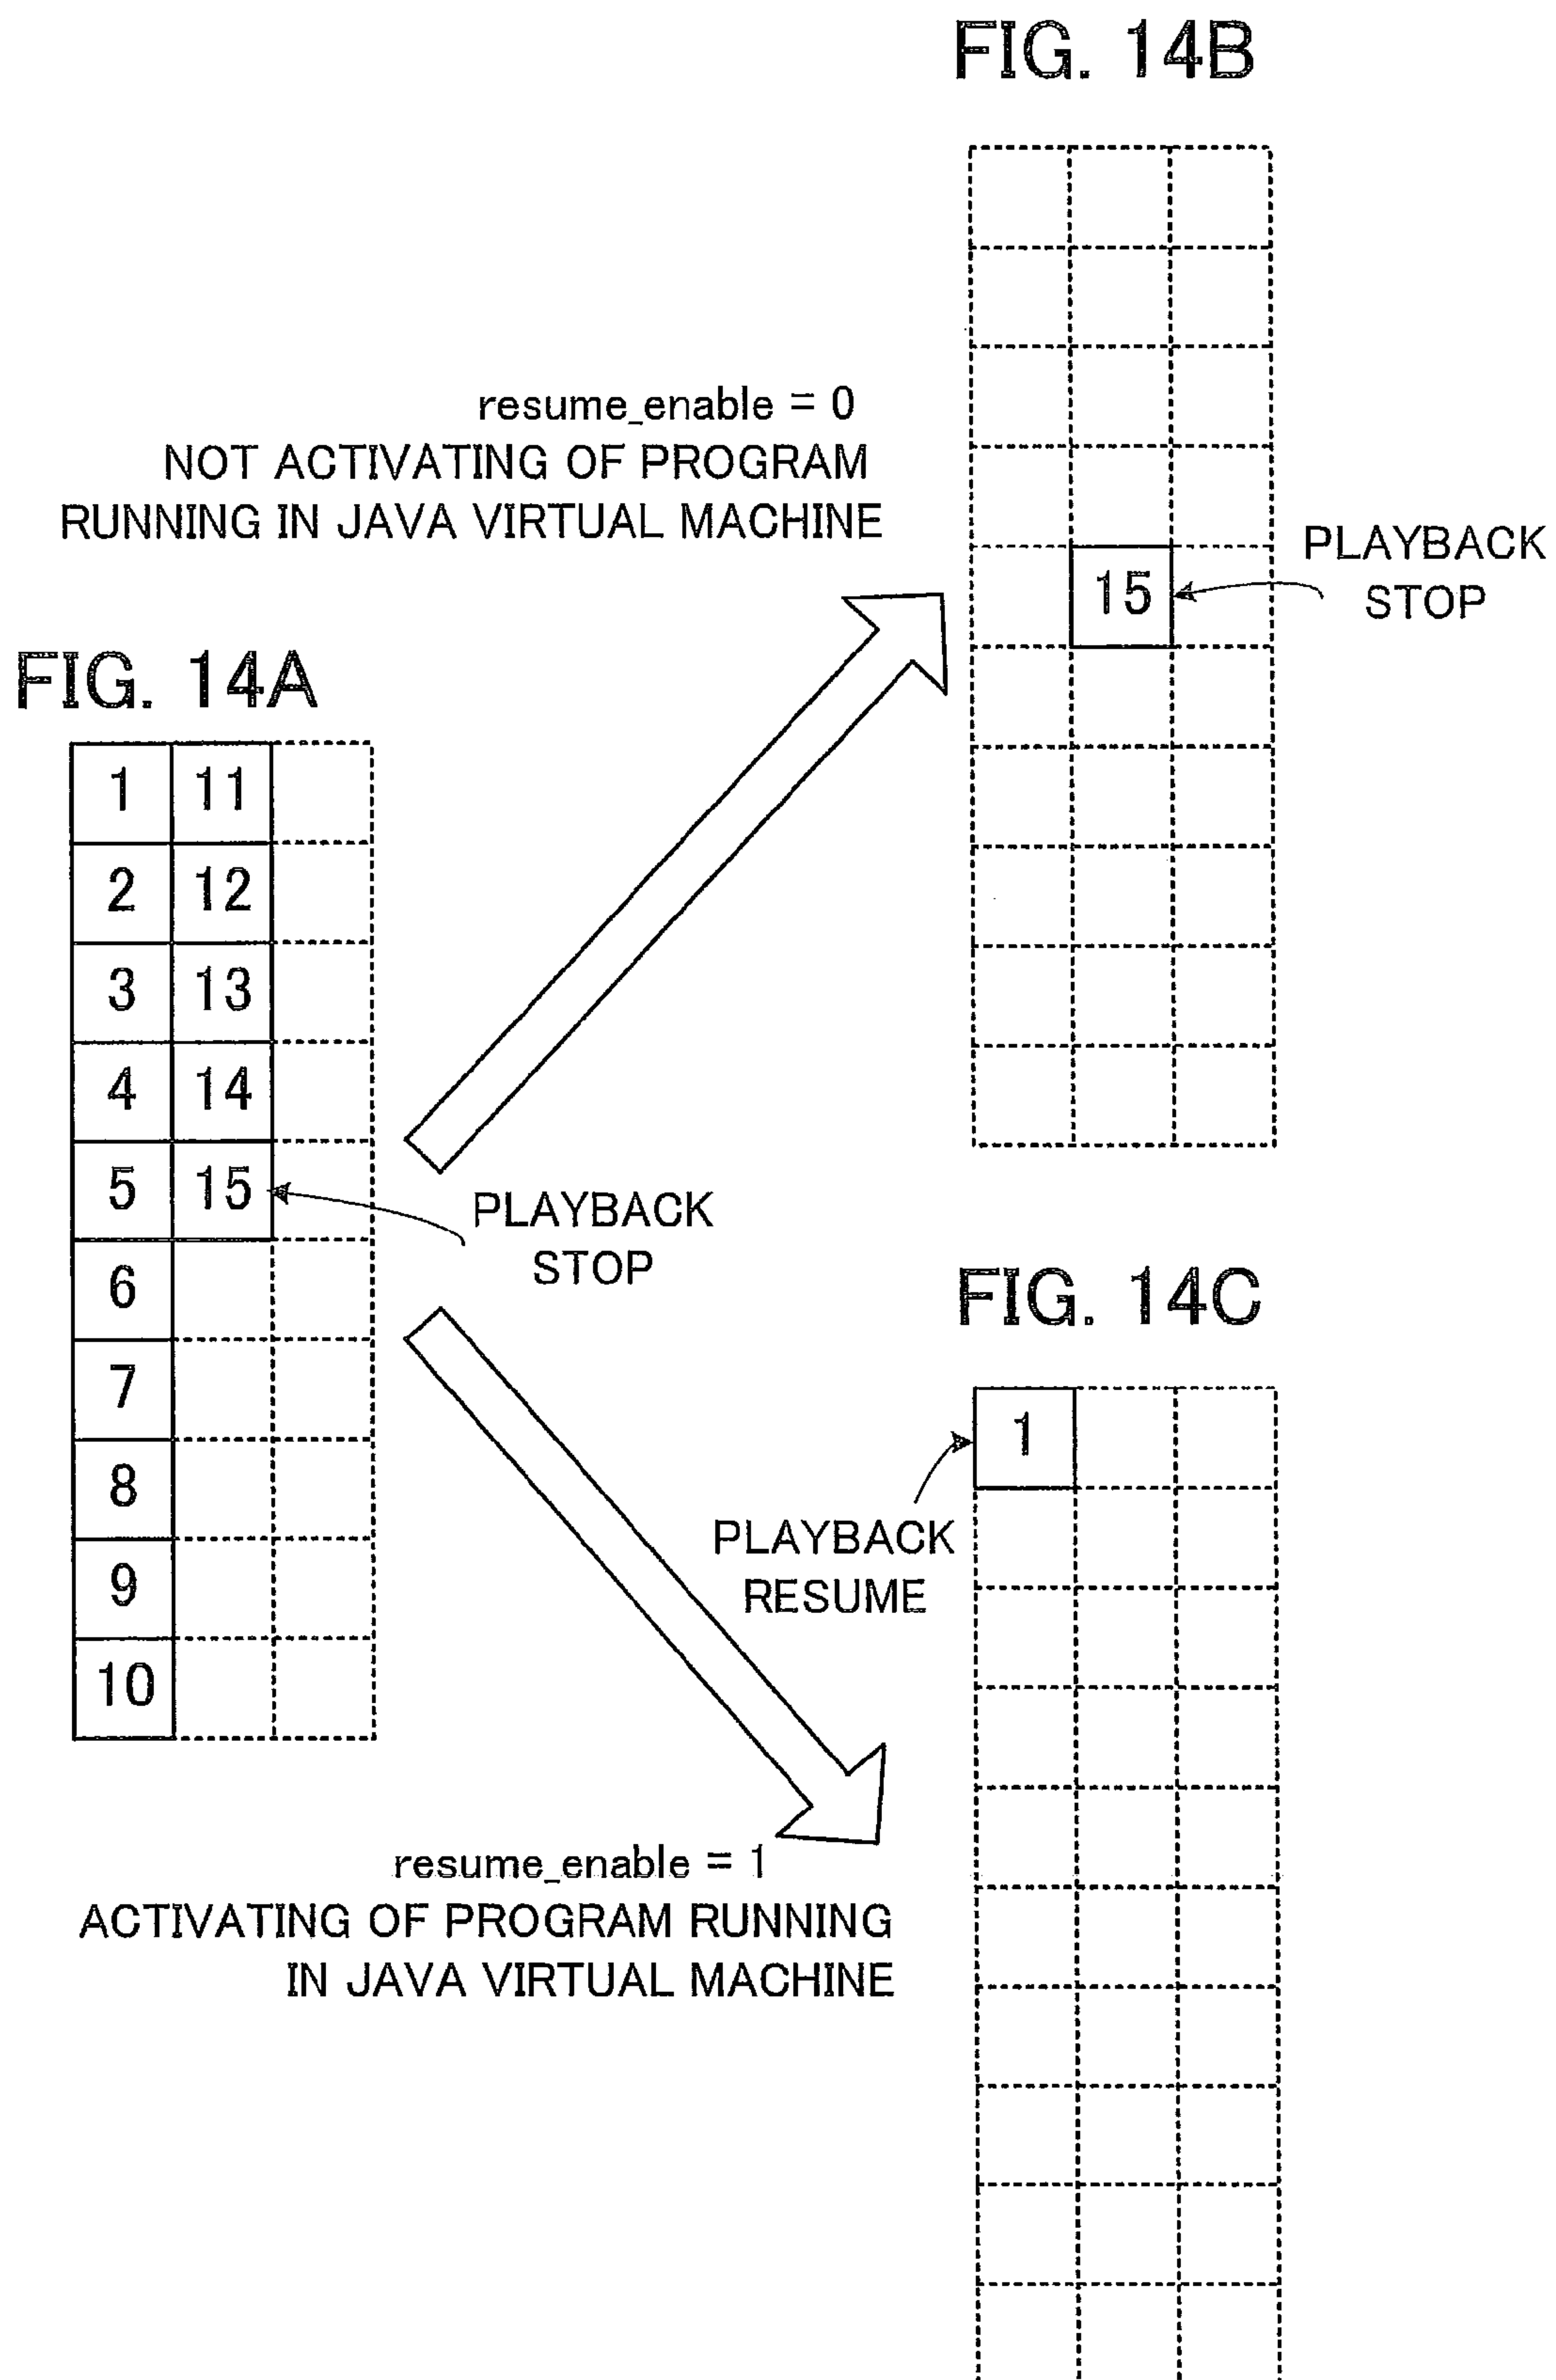 FIG. 14B
resume_enable = 0
NOT ACTIVATING OF PROGRAM
RUNNING IN JAVA VIRTUAL MACHINE
15
PLAYBACK
STOP
FIG. 14A
1 11
2 12
3 13
4 14
5 15
6
7
8
9
10
PLAYBACK
STOP
FIG. 14C
1
PLAYBACK
RESUME
resume_enable = 1
ACTIVATING OF PROGRAM RUNNING
IN JAVA VIRTUAL MACHINE